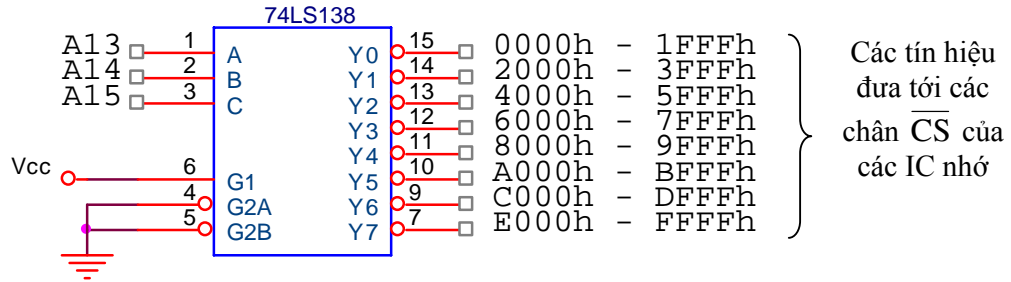 74LS138
A13 1 A Y0 15 0000h - 1FFFh
A14 2 B Y1 14 2000h - 3FFFh
A15 3 C Y2 13 4000h - 5FFFh
Y3 12 6000h - 7FFFh
Y4 11 8000h - 9FFFh
Vcc 6 G1 Y5 10 A000h - BFFFh
4 G2A Y6 9 C000h - DFFFh
5 G2B Y7 7 E000h - FFFFh
Các tín hiệu
đưa tới các
chân C̅S̅ của
các IC nhớ